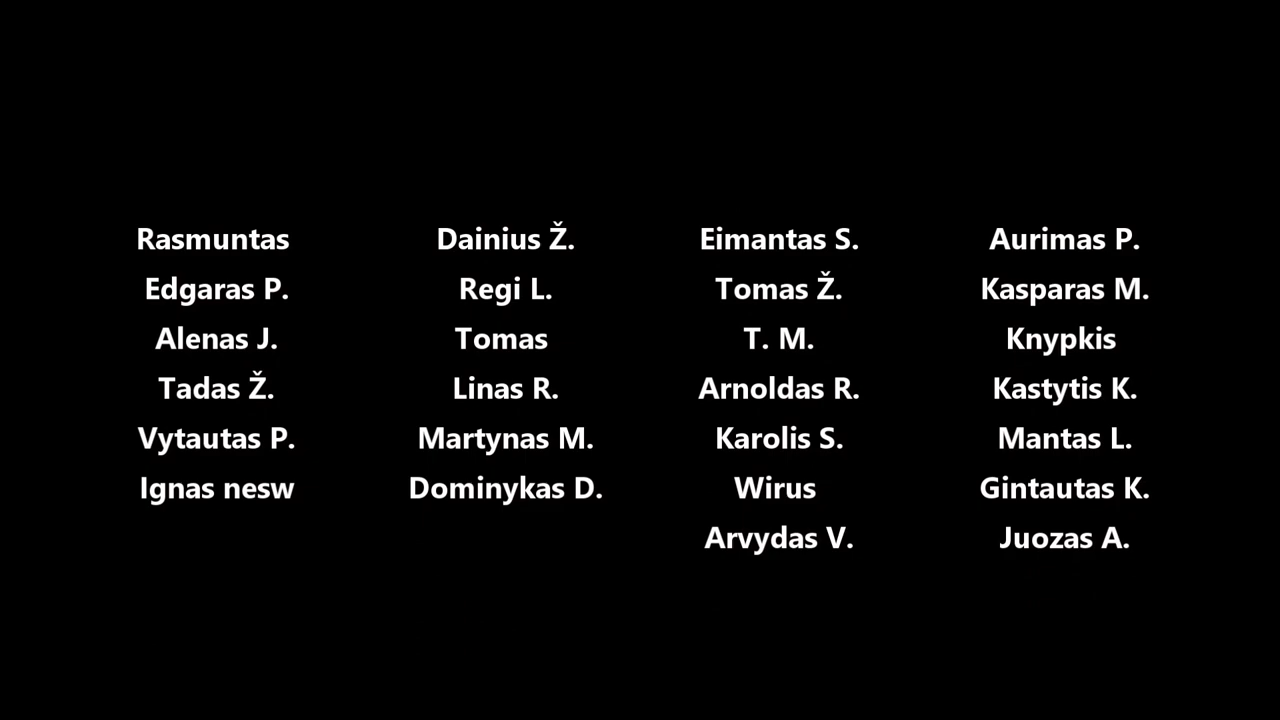 Rasmuntas
Edgaras P.
Alenas J.
Tadas Ž.
Vytautas P.
Ignas nesw
Dainius Ž.
Regi L.
Tomas
Linas R.
Martynas M.
Dominykas D.
Eimantas S.
Tomas Ž.
T. M.
Arnoldas R.
Karolis S.
Wirus
Arvydas V.
Aurimas P.
Kasparas M.
Knypkis
Kastytis K.
Mantas L.
Gintautas K.
Juozas A.